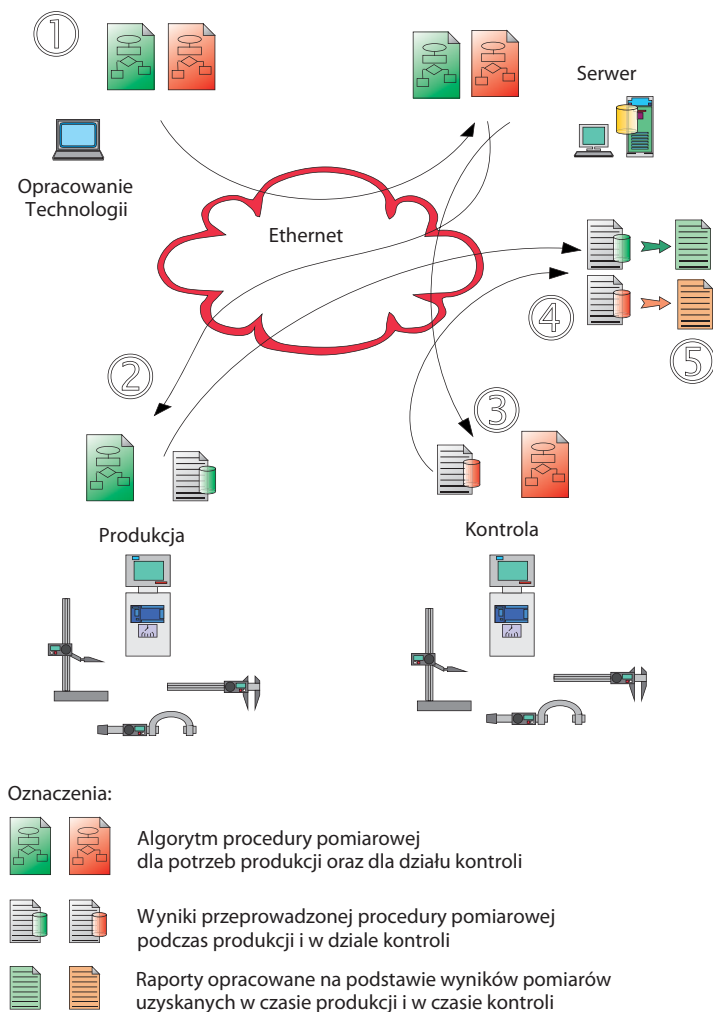 ①
Serwer
Opracowanie
Technologii
Ethernet
④
⑤
②
③
Produkcja
Kontrola
Oznaczenia:
Algorytm procedury pomiarowej
dla potrzeb produkcji oraz dla działu kontroli
Wyniki przeprowadzonej procedury pomiarowej
podczas produkcji i w dziale kontroli
Raporty opracowane na podstawie wyników pomiarów
uzyskanych w czasie produkcji i w czasie kontroli